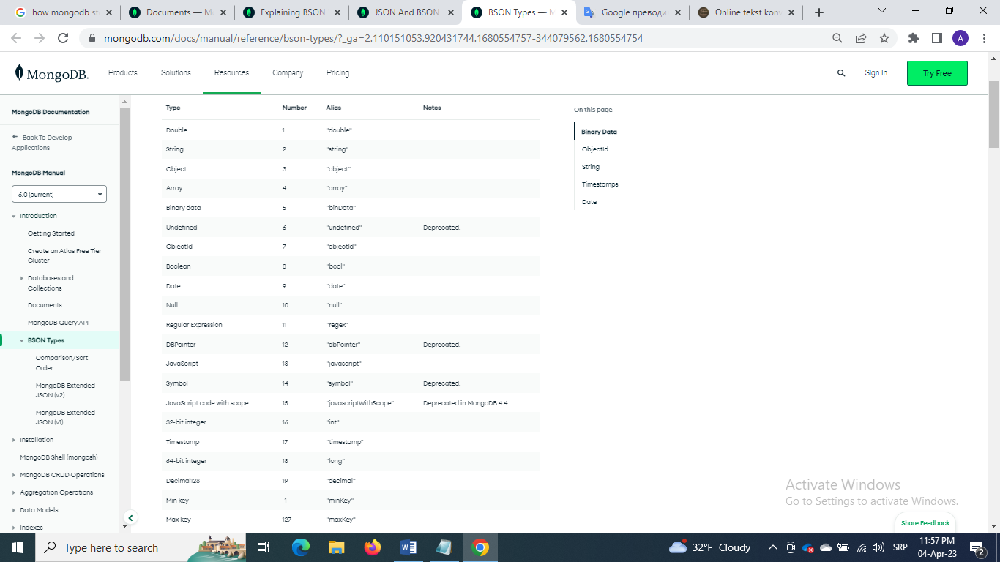 how mongodb st
Documents — M
Explaining BSON
JSON And BSON
BSON Types — M
Google преводи
Online tekst konv
mongodb.com/docs/manual/reference/bson-types/?_ga=2.110151053.920431744.1680554757-344079562.1680554754
A
MongoDB.
Products
Solutions
Resources
Company
Pricing
Sign In
Try Free
MongoDB Documentation
Back To Develop
Applications
MongoDB Manual
6.0 (current)
Introduction
Getting Started
Create an Atlas Free Tier
Cluster
Databases and
Collections
Documents
MongoDB Query API
BSON Types
Comparison/Sort
Order
MongoDB Extended
JSON (v2)
MongoDB Extended
JSON (v1)
Installation
MongoDB Shell (mongosh)
MongoDB CRUD Operations
Aggregation Operations
Data Models
Indexes
Type Number Alias Notes
Double 1 "double"
String 2 "string"
Object 3 "object"
Array 4 "array"
Binary data 5 "binData"
Undefined 6 "undefined" Deprecated.
ObjectId 7 "objectId"
Boolean 8 "bool"
Date 9 "date"
Null 10 "null"
Regular Expression 11 "regex"
DBPointer 12 "dbPointer" Deprecated.
JavaScript 13 "javascript"
Symbol 14 "symbol" Deprecated.
JavaScript code with scope 15 "javascriptWithScope" Deprecated in MongoDB 4.4.
32-bit integer 16 "int"
Timestamp 17 "timestamp"
64-bit integer 18 "long"
Decimal128 19 "decimal"
Min key -1 "minKey"
Max key 127 "maxKey"
On this page
Binary Data
ObjectId
String
Timestamps
Date
Activate Windows
Go to Settings to activate Windows.
Share Feedback
Type here to search
32°F Cloudy
SRP
11:57 PM
04-Apr-23
2